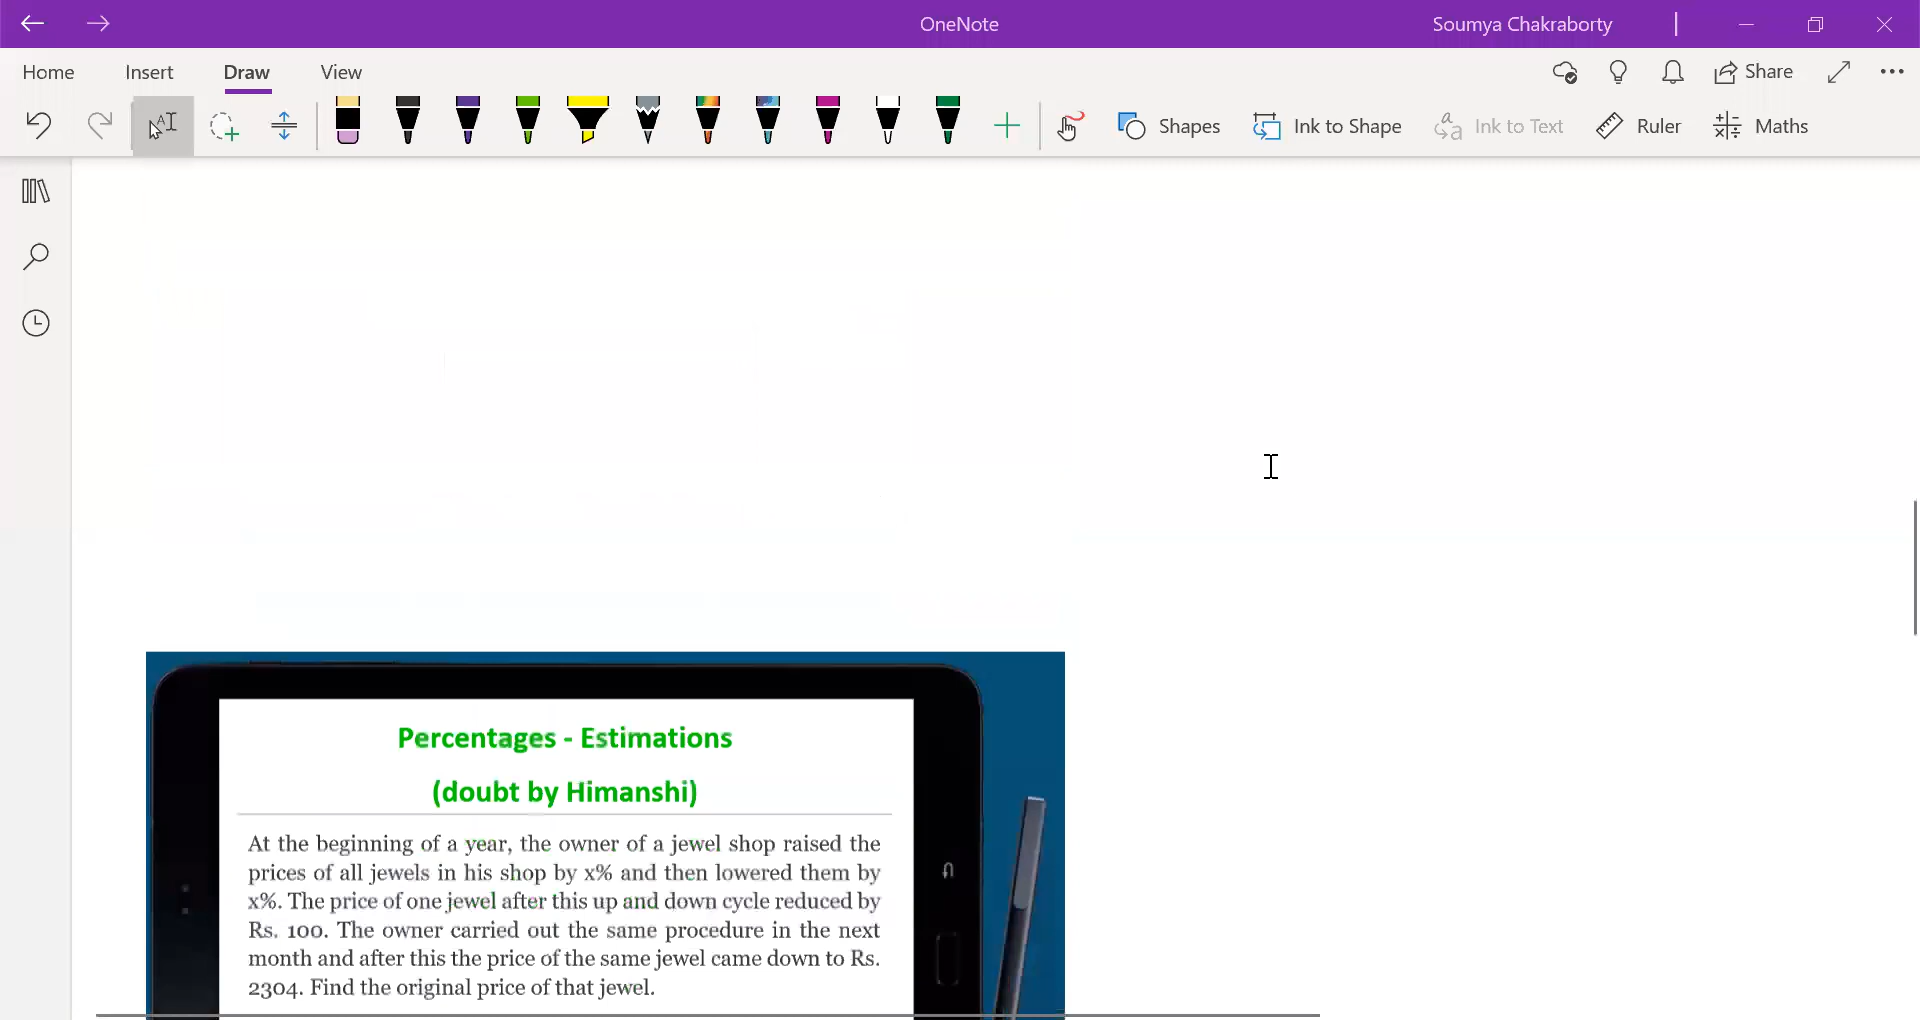 OneNote
Soumya Chakraborty
Home Insert Draw View
Share
Shapes Ink to Shape Ink to Text Ruler Maths
Percentages - Estimations
(doubt by Himanshi)
At the beginning of a year, the owner of a jewel shop raised the
prices of all jewels in his shop by x% and then lowered them by
x%. The price of one jewel after this up and down cycle reduced by
Rs. 100. The owner carried out the same procedure in the next
month and after this the price of the same jewel came down to Rs.
2304. Find the original price of that jewel.